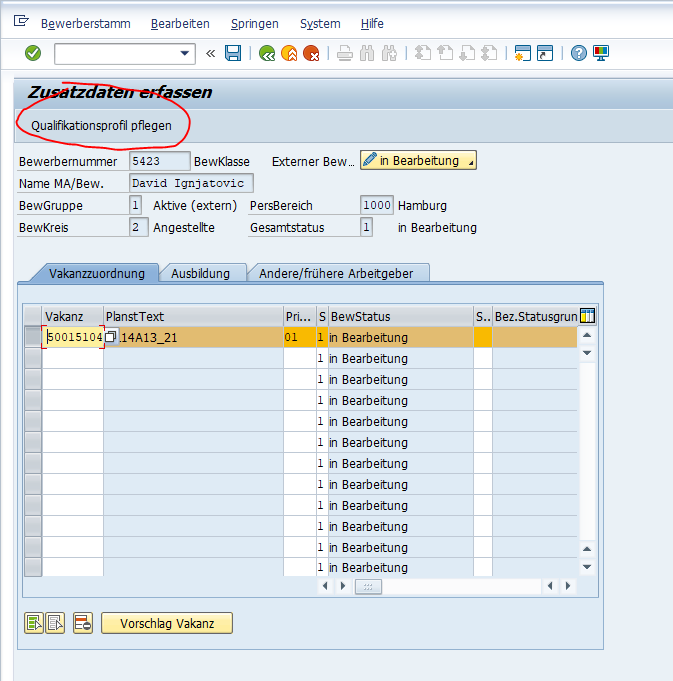 Bewerberstamm Bearbeiten Springen System Hilfe
Zusatzdaten erfassen
Qualifikationsprofil pflegen
Bewerbernummer 5423 BewKlasse Externer Bew... in Bearbeitung
Name MA/Bew. David Ignjatovic
BewGruppe 1 Aktive (extern) PersBereich 1000 Hamburg
BewKreis 2 Angestellte Gesamtstatus 1 in Bearbeitung
Vakanzzuordnung Ausbildung Andere/frühere Arbeitgeber
Vakanz PlanstText Pri... S BewStatus S.. Bez.Statusgrun
50015104 14A13_21 01 1 in Bearbeitung
1 in Bearbeitung
1 in Bearbeitung
1 in Bearbeitung
1 in Bearbeitung
1 in Bearbeitung
1 in Bearbeitung
1 in Bearbeitung
1 in Bearbeitung
1 in Bearbeitung
1 in Bearbeitung
1 in Bearbeitung
Vorschlag Vakanz